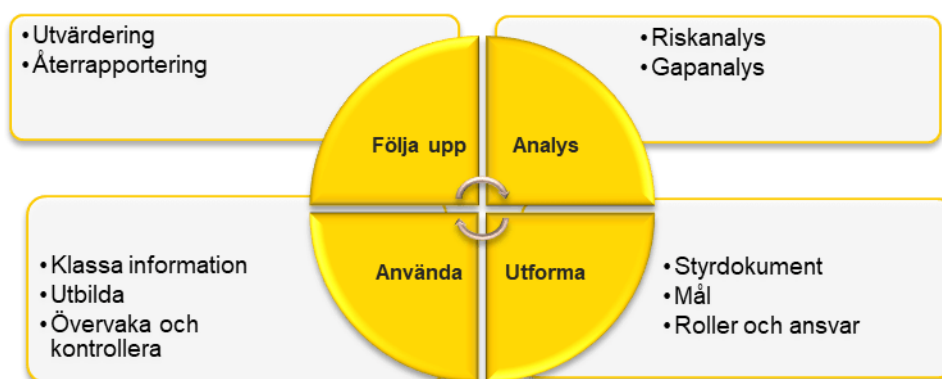 • Utvärdering
• Återrapportering
• Riskanalys
• Gapanalys
Följa upp
Analys
Använda
Utforma
• Klassa information
• Utbilda
• Övervaka och
kontrollera
• Styrdokument
• Mål
• Roller och ansvar